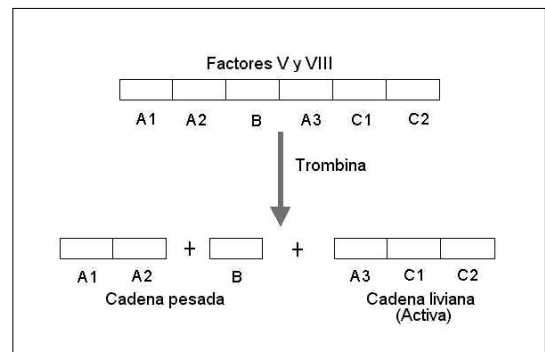 Factores V y VIII
A1 A2 B A3 C1 C2
Trombina
+ +
A1 A2 B A3 C1 C2
Cadena pesada Cadena liviana
(Activa)